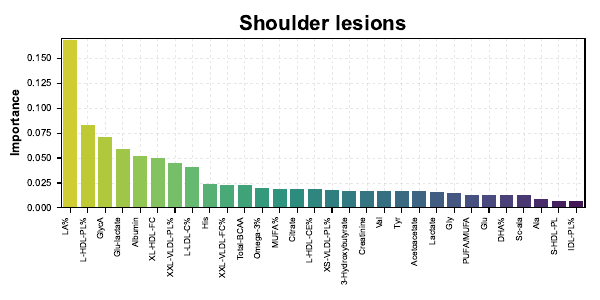 Shoulder lesions
Importance
0.150
0.125
0.100
0.075
0.050
0.025
0.000
LA%
L-HDL-PL%
GlycA
Glu-lactate
Albumin
XL-HDL-FC
XXL-VLDL-PL%
L-LDL-C%
His
XXL-VLDL-FC%
Total-BCAA
Omega-3%
MUFA%
Citrate
L-HDL-CE%
XS-VLDL-PL%
3-Hydroxybutyrate
Creatinine
Val
Tyr
Acetoacetate
Lactate
Gly
PUFA/MUFA
Glu
DHA%
Sc-ala
Ala
S-HDL-PL
IDL-PL%